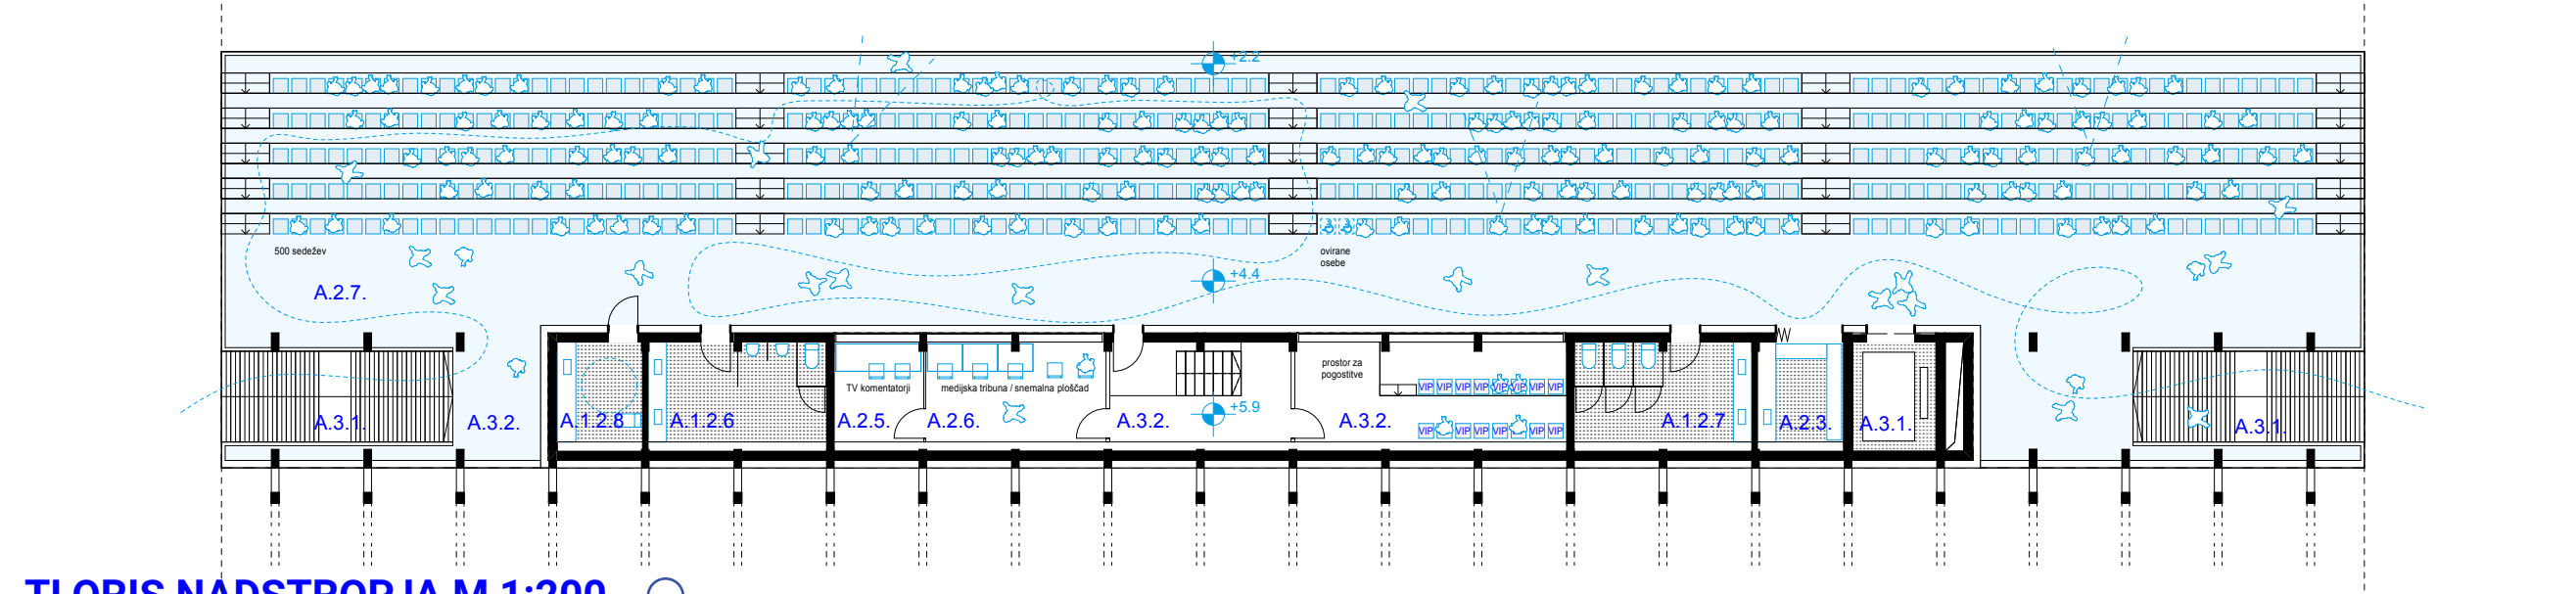 +2.2
500 sedežev
ovirane
osebe
+4.4
A.2.7.
prostor za
pogostitve
TV komentatorji
medijska tribuna / snemalna ploščad
VIP VIP VIP VIP VIP VIP VIP VIP
+5.9
A.3.1.
A.3.2.
A.1.2.8
A.1.2.6
A.2.5.
A.2.6.
A.3.2.
A.3.2.
VIP VIP VIP VIP VIP VIP
A.1.2.7
A.2.3.
A.3.1.
A.3.1.
TLORIS NADSTROPJA M 1:200